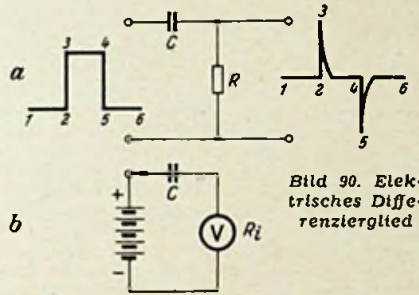 a
1 2 3 4 5 6
C
R
1 2 3 4 5 6
b
+
-
C
V
Ri
Bild 90. Elek-
trisches Diffe-
renzierglied